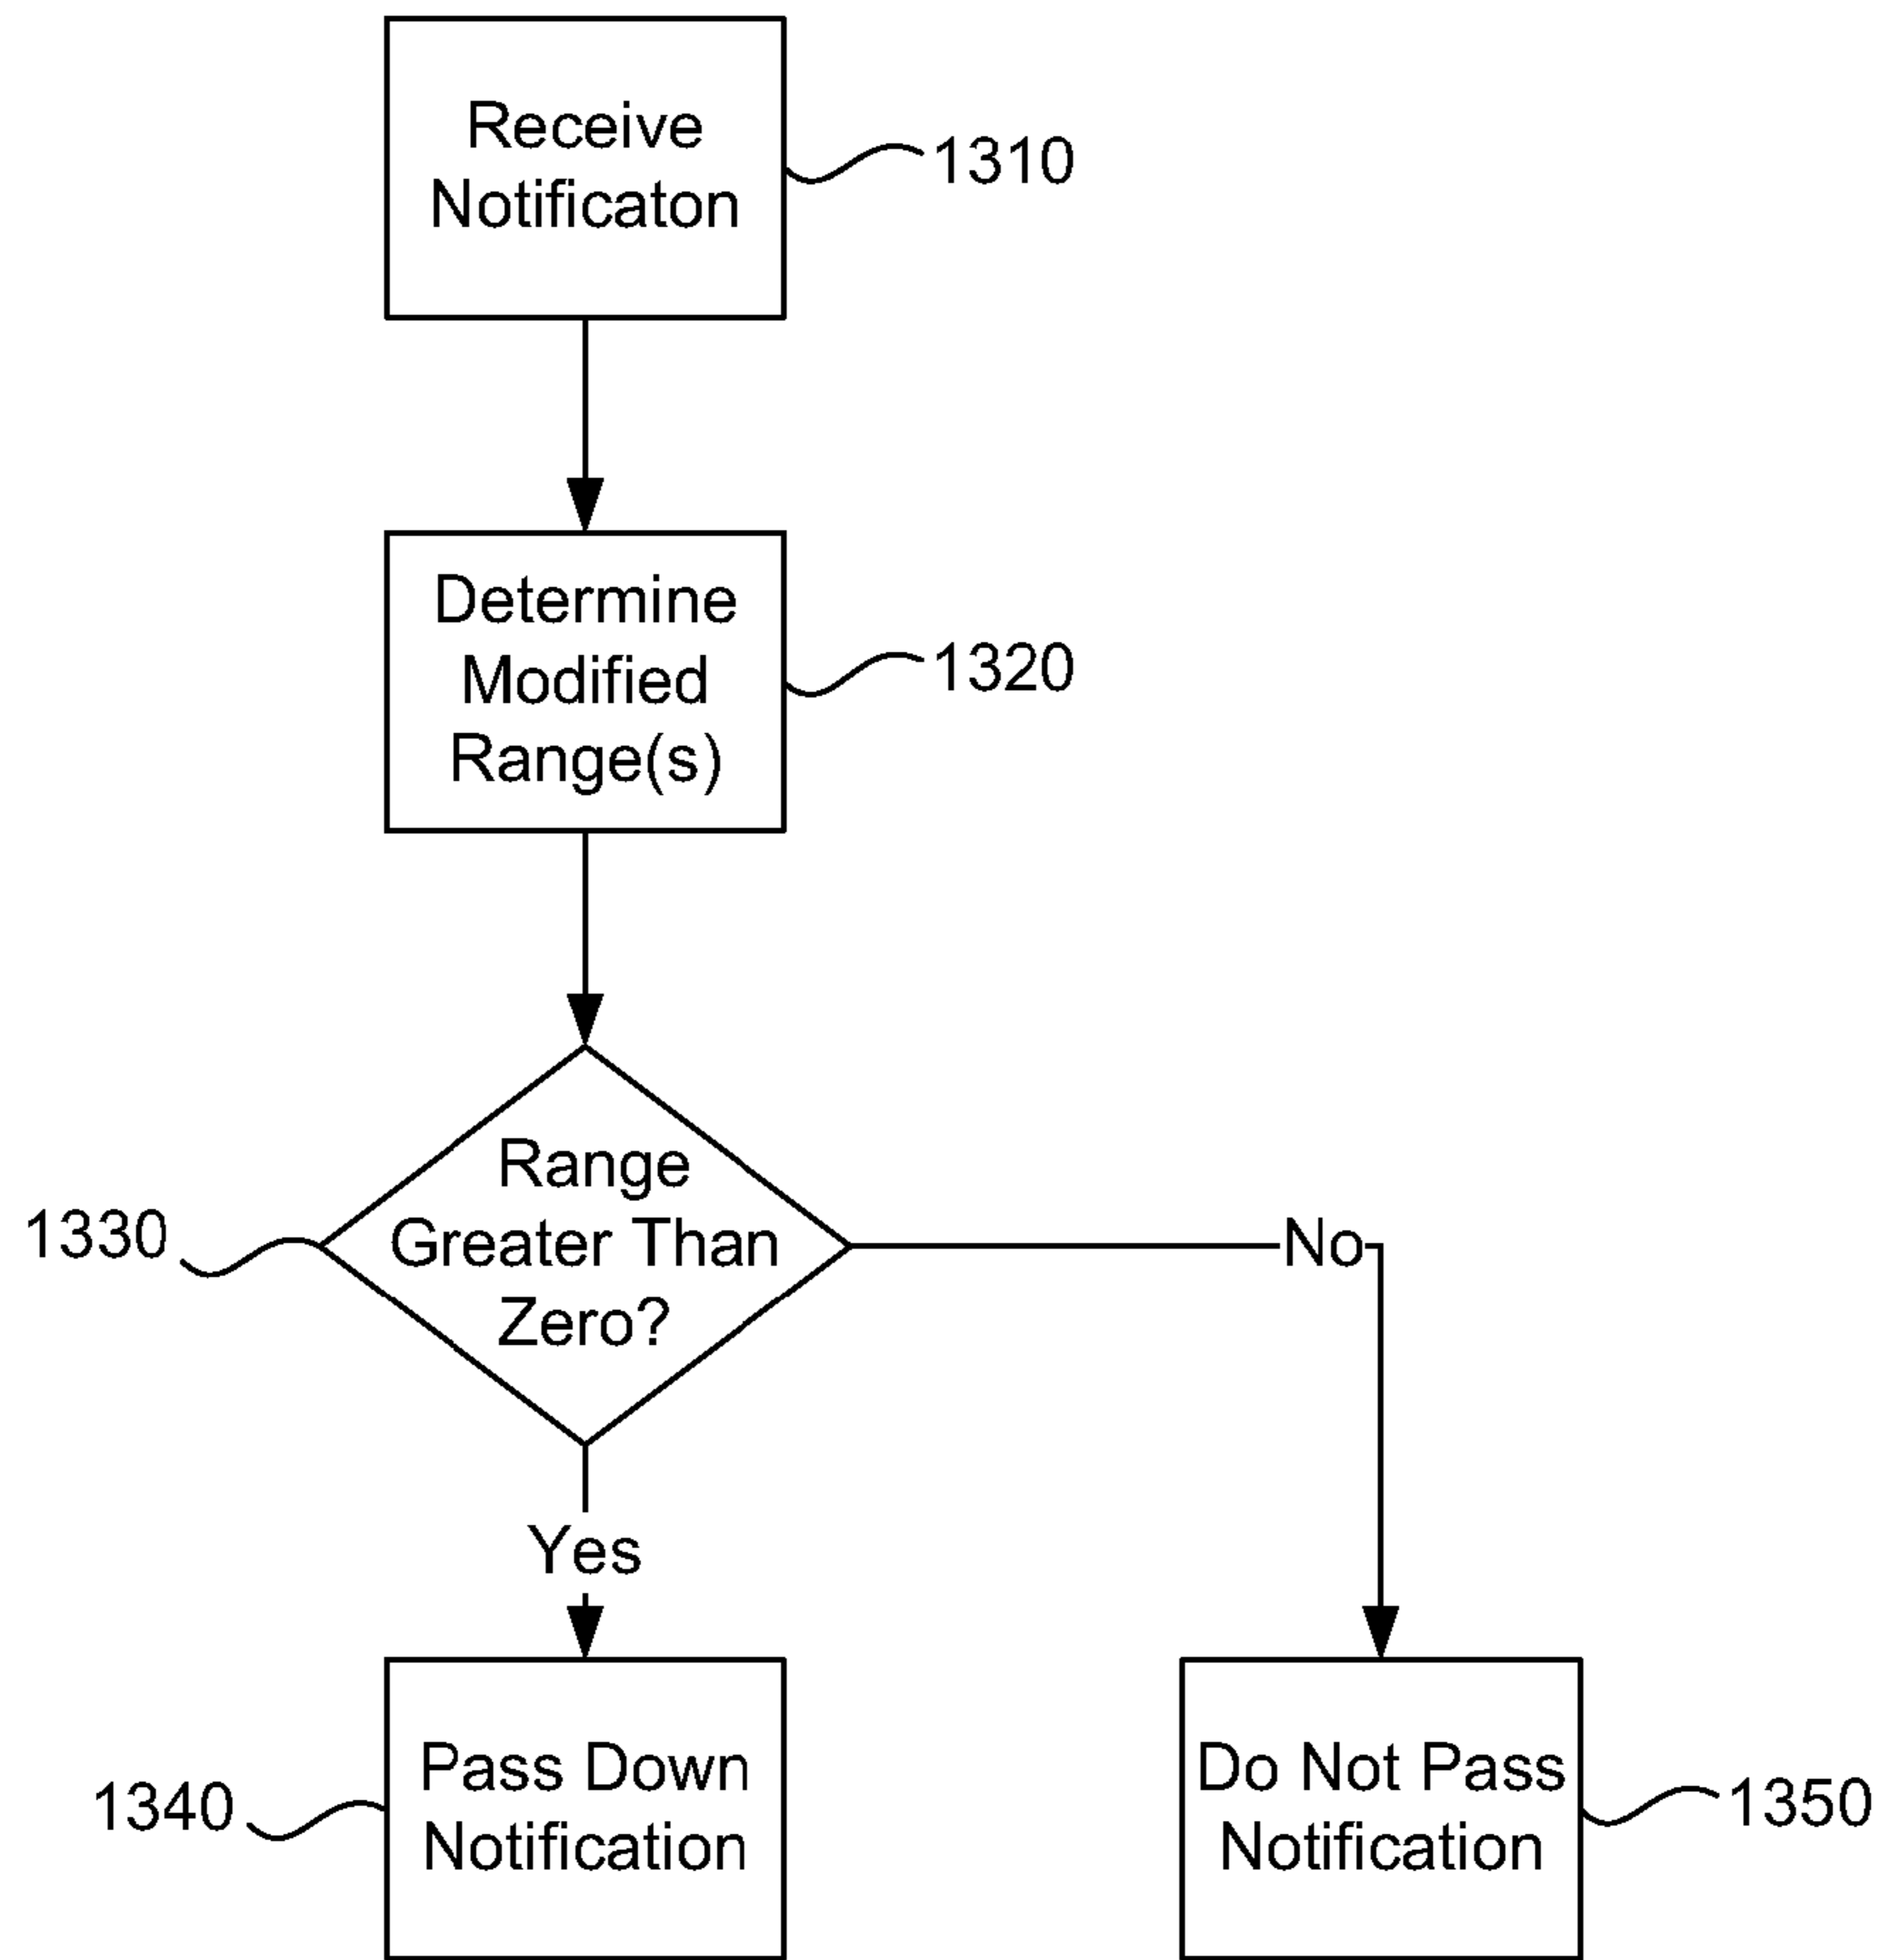 Receive
Notificaton
1310
Determine
Modified
Range(s)
1320
Range
Greater Than
Zero?
1330
No
Yes
Pass Down
Notification
1340
Do Not Pass
Notification
1350